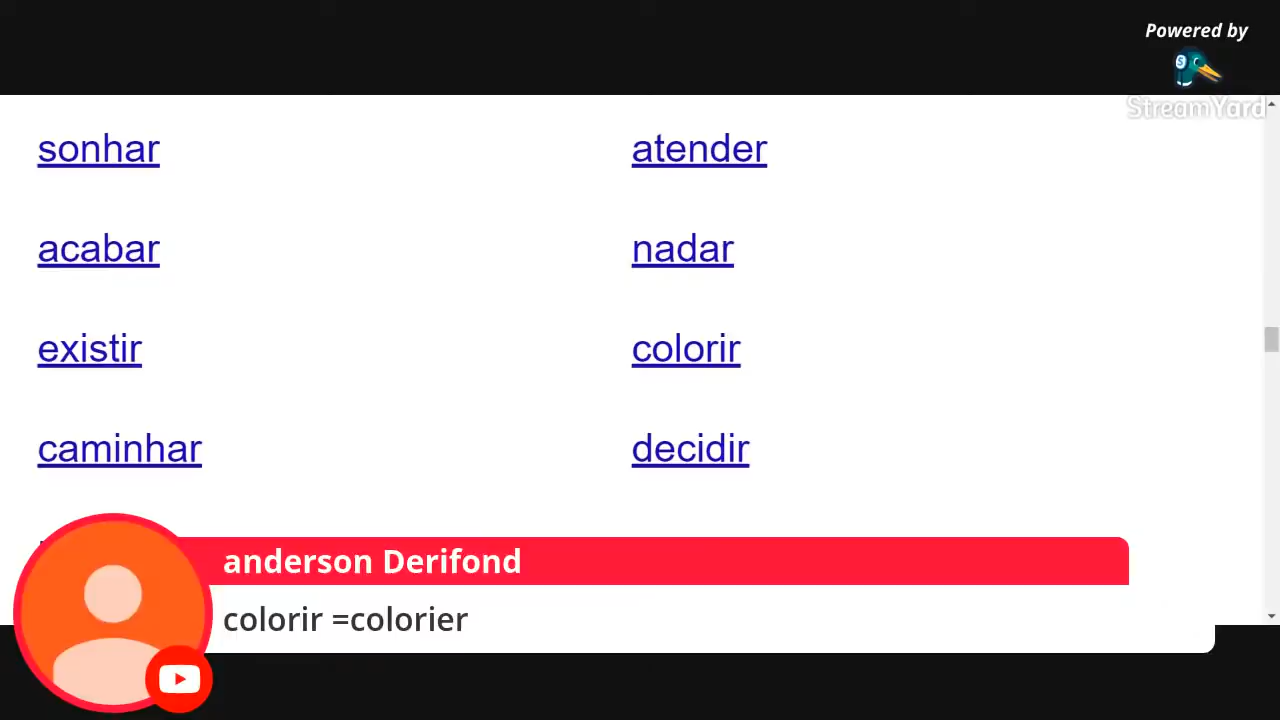 Powered by
StreamYard
sonhar
atender
acabar
nadar
existir
colorir
caminhar
decidir
anderson Derifond
colorir =colorier